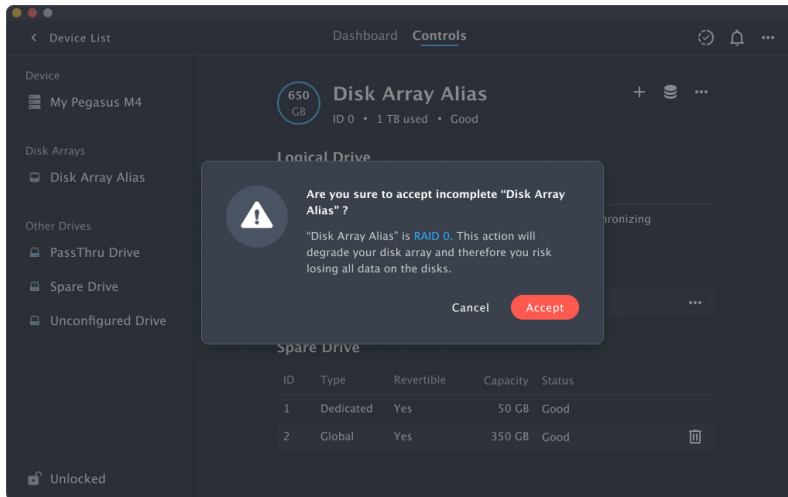 Device List
Dashboard Controls
Device
My Pegasus M4
Disk Arrays
Disk Array Alias
Other Drives
PassThru Drive
Spare Drive
Unconfigured Drive
Unlocked
650
GB
Disk Array Alias
ID 0 • 1 TB used • Good
Logical Drive
Are you sure to accept incomplete “Disk Array
Alias” ?
“Disk Array Alias” is RAID 0. This action will
degrade your disk array and therefore you risk
losing all data on the disks.
Cancel Accept
Spare Drive
ID Type Revertible Capacity Status
1 Dedicated Yes 50 GB Good
2 Global Yes 350 GB Good